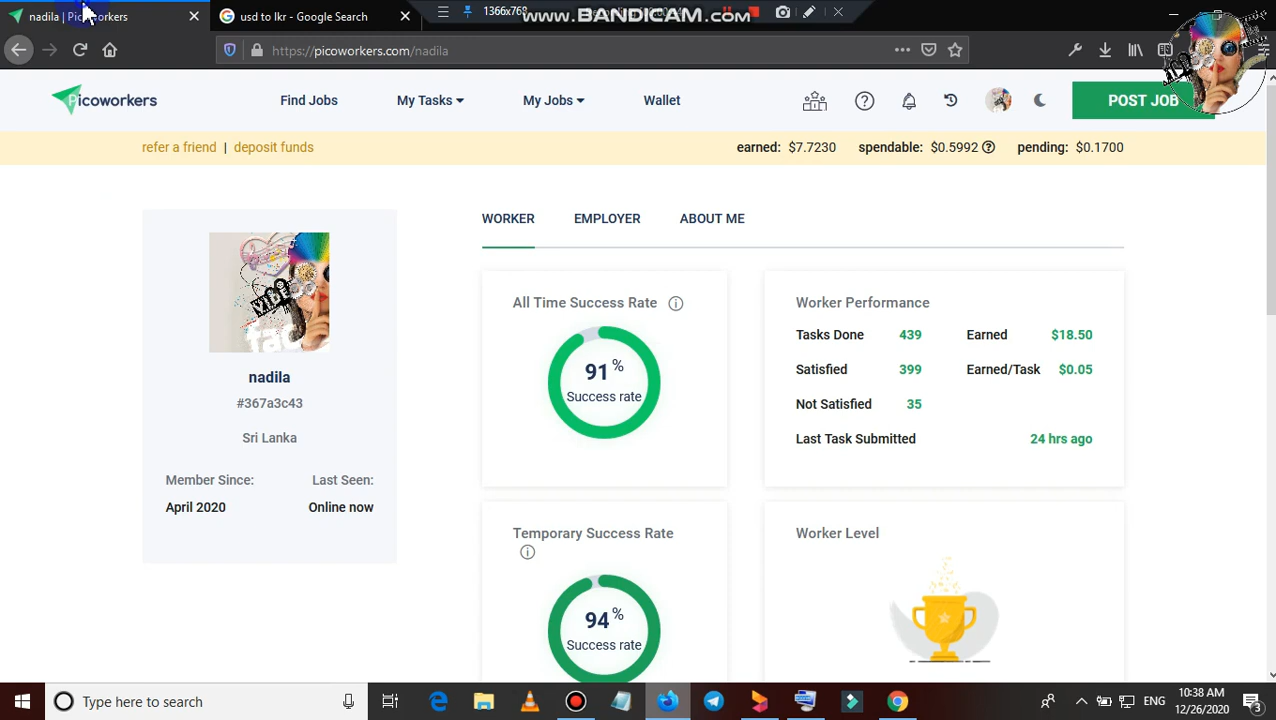 nadila | Picoworkers
usd to lkr - Google Search
1366x768
www.BANDICAM.com
https://picoworkers.com/nadila
Picoworkers
Find Jobs
My Tasks
My Jobs
Wallet
POST JOB
refer a friend | deposit funds
earned: $7.7230
spendable: $0.5992
pending: $0.1700
WORKER
EMPLOYER
ABOUT ME
nadila
#367a3c43
Sri Lanka
Member Since:
Last Seen:
April 2020
Online now
All Time Success Rate
91 %
Success rate
Worker Performance
Tasks Done 439
Earned $18.50
Satisfied 399
Earned/Task $0.05
Not Satisfied 35
Last Task Submitted 24 hrs ago
Temporary Success Rate
94 %
Success rate
Worker Level
Type here to search
ENG
10:38 AM
12/26/2020
3